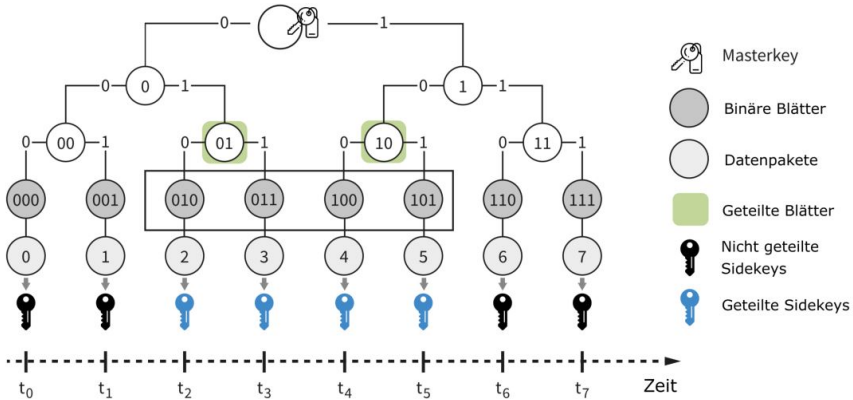 0 1
Masterkey
0 0 1 0 1 1
Binäre Blätter
0 00 1 0 01 1 0 10 1 0 11 1
Datenpakete
000 001 010 011 100 101 110 111
Geteilte Blätter
0 1 2 3 4 5 6 7
Nicht geteilte
Sidekeys
Geteilte Sidekeys
t0 t1 t2 t3 t4 t5 t6 t7 Zeit